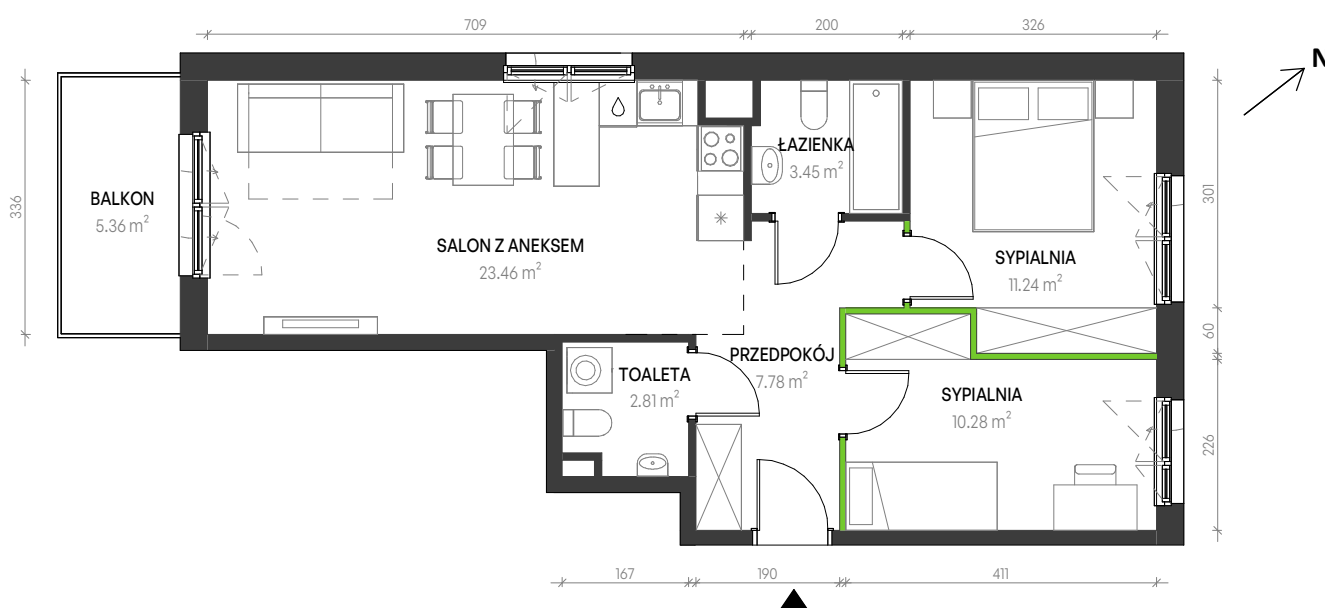 709
200
326
N
336
BALKON
5.36 m²
ŁAZIENKA
3.45 m²
301
SALON Z ANEKSEM
23.46 m²
SYPIALNIA
11.24 m²
60
PRZEDPOKÓJ
7.78 m²
TOALETA
2.81 m²
SYPIALNIA
10.28 m²
226
167
190
411